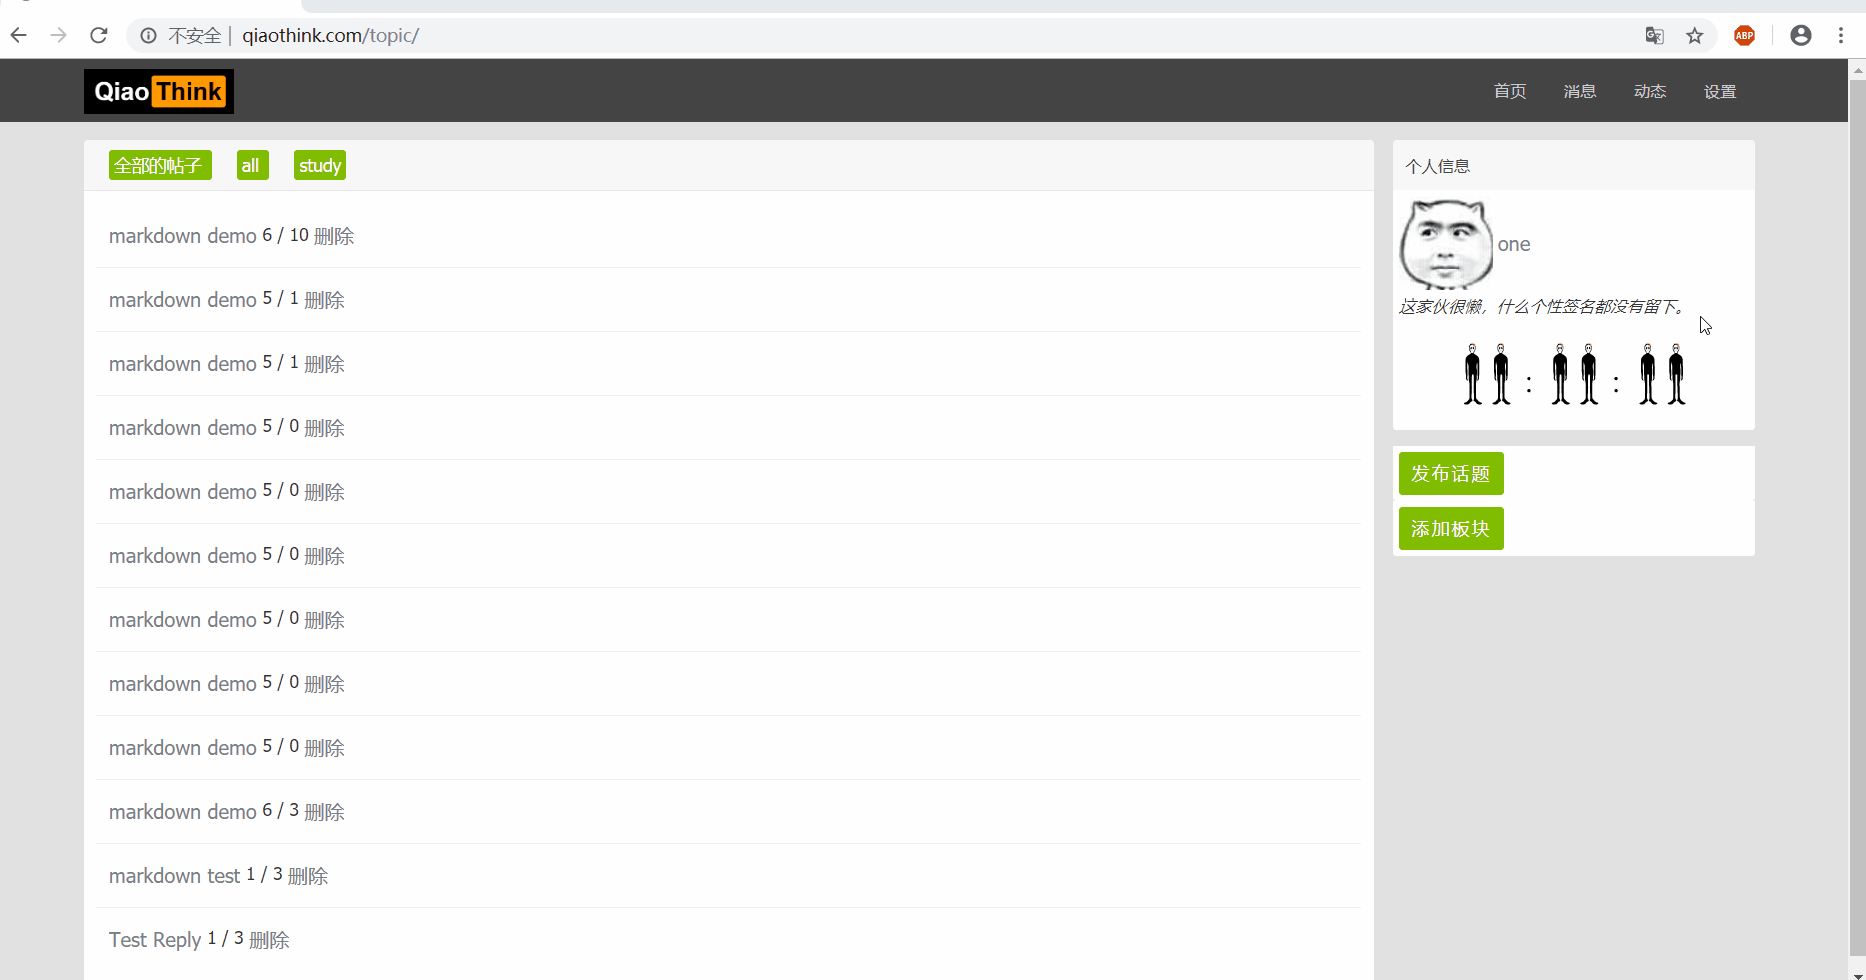 不安全 | qiaothink.com/topic/
ABP
Qiao Think
首页 消息 动态 设置
全部的帖子 all study
markdown demo 6 / 10 删除
markdown demo 5 / 1 删除
markdown demo 5 / 1 删除
markdown demo 5 / 0 删除
markdown demo 5 / 0 删除
markdown demo 5 / 0 删除
markdown demo 5 / 0 删除
markdown demo 5 / 0 删除
markdown demo 5 / 0 删除
markdown demo 6 / 3 删除
markdown test 1 / 3 删除
Test Reply 1 / 3 删除
个人信息
one
这家伙很懒，什么个性签名都没有留下。
: :
发布话题
添加板块